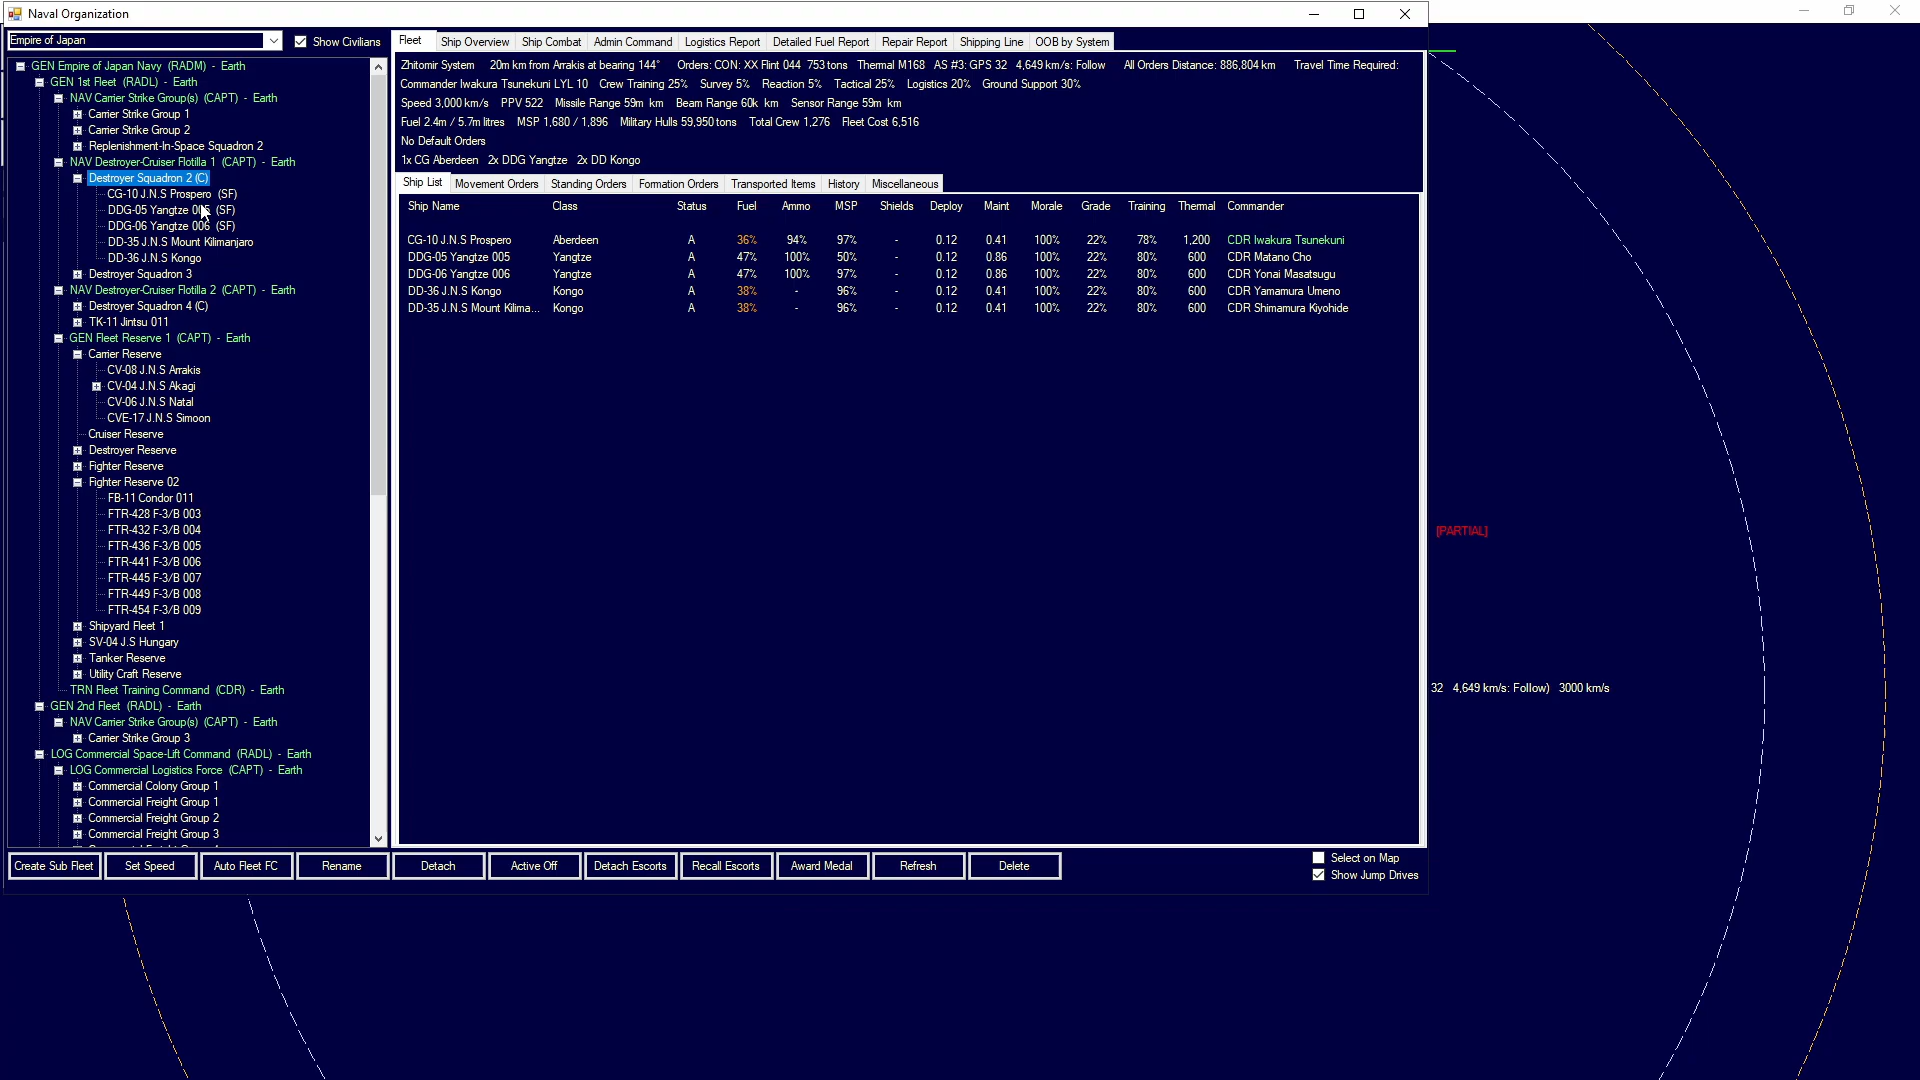 Naval Organization
Empire of Japan
Show Civilians
GEN Empire of Japan Navy (RADM) - Earth
GEN 1st Fleet (RADL) - Earth
NAV Carrier Strike Group(s) (CAPT) - Earth
Carrier Strike Group 1
Carrier Strike Group 2
Replenishment-In-Space Squadron 2
NAV Destroyer-Cruiser Flotilla 1 (CAPT) - Earth
Destroyer Squadron 2 (C)
CG-10 J.N.S Prospero (SF)
DDG-05 Yangtze (SF)
DDG-06 Yangtze 006 (SF)
DD-35 J.N.S Mount Kilimanjaro
DD-36 J.N.S Kongo
Destroyer Squadron 3
NAV Destroyer-Cruiser Flotilla 2 (CAPT) - Earth
Destroyer Squadron 4 (C)
TK-11 Jintsu 011
GEN Fleet Reserve 1 (CAPT) - Earth
Carrier Reserve
CV-08 J.N.S Arrakis
CV-04 J.N.S Akagi
CV-06 J.N.S Natal
CVE-17 J.N.S Simoon
Cruiser Reserve
Destroyer Reserve
Fighter Reserve
Fighter Reserve 02
FB-11 Condor 011
FTR-428 F-3/B 003
FTR-432 F-3/B 004
FTR-436 F-3/B 005
FTR-441 F-3/B 006
FTR-445 F-3/B 007
FTR-449 F-3/B 008
FTR-454 F-3/B 009
Shipyard Fleet 1
SV-04 J.S Hungary
Tanker Reserve
Utility Craft Reserve
TRN Fleet Training Command (CDR) - Earth
GEN 2nd Fleet (RADL) - Earth
NAV Carrier Strike Group(s) (CAPT) - Earth
Carrier Strike Group 3
LOG Commercial Space-Lift Command (RADL) - Earth
LOG Commercial Logistics Force (CAPT) - Earth
Commercial Colony Group 1
Commercial Freight Group 1
Commercial Freight Group 2
Commercial Freight Group 3
Fleet Ship Overview Ship Combat Admin Command Logistics Report Detailed Fuel Report Repair Report Shipping Line OOB by System
Zhitomir System 20m km from Arrakis at bearing 144° Orders: CON: XX Flint 044 753 tons Thermal M168 AS #3: GPS 32 4,649 km/s: Follow All Orders Distance: 886,804 km Travel Time Required:
Commander Iwakura Tsunekuni LYL 10 Crew Training 25% Survey 5% Reaction 5% Tactical 25% Logistics 20% Ground Support 30%
Speed 3,000 km/s PPV 522 Missile Range 59m km Beam Range 60k km Sensor Range 59m km
Fuel 2.4m / 5.7m litres MSP 1,680 / 1,896 Military Hulls 59,950 tons Total Crew 1,276 Fleet Cost 6,516
No Default Orders
1x CG Aberdeen 2x DDG Yangtze 2x DD Kongo
Ship List Movement Orders Standing Orders Formation Orders Transported Items History Miscellaneous
Ship Name Class Status Fuel Ammo MSP Shields Deploy Maint Morale Grade Training Thermal Commander
CG-10 J.N.S Prospero Aberdeen A 36% 94% 97% - 0.12 0.41 100% 22% 78% 1,200 CDR Iwakura Tsunekuni
DDG-05 Yangtze 005 Yangtze A 47% 100% 50% - 0.12 0.86 100% 22% 80% 600 CDR Matano Cho
DDG-06 Yangtze 006 Yangtze A 47% 100% 97% - 0.12 0.86 100% 22% 80% 600 CDR Yonai Masatsugu
DD-36 J.N.S Kongo Kongo A 38% - 96% - 0.12 0.41 100% 22% 80% 600 CDR Yamamura Umeno
DD-35 J.N.S Mount Kilima... Kongo A 38% - 96% - 0.12 0.41 100% 22% 80% 600 CDR Shimamura Kiyohide
[PARTIAL]
32 4,649 km/s: Follow) 3000 km/s
Create Sub Fleet Set Speed Auto Fleet FC Rename Detach Active Off Detach Escorts Recall Escorts Award Medal Refresh Delete
Select on Map
Show Jump Drives